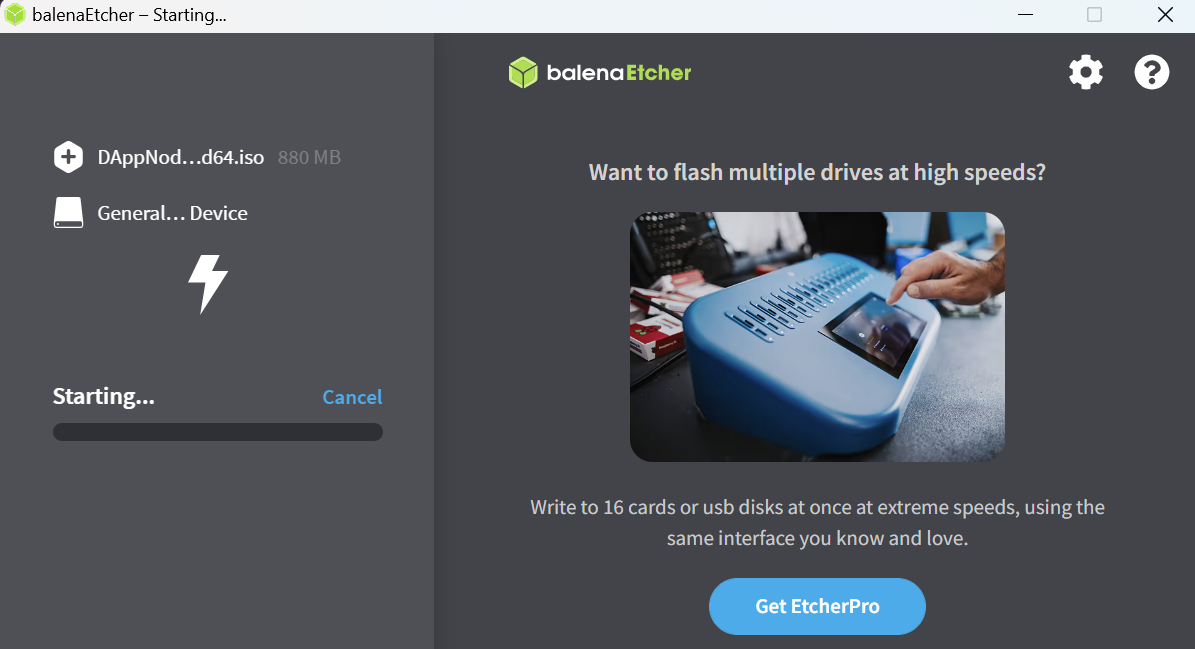 balenaEtcher – Starting...
balenaEtcher
DAppNod...d64.iso 880 MB
General... Device
Starting...
Cancel
Want to flash multiple drives at high speeds?
Write to 16 cards or usb disks at once at extreme speeds, using the
same interface you know and love.
Get EtcherPro